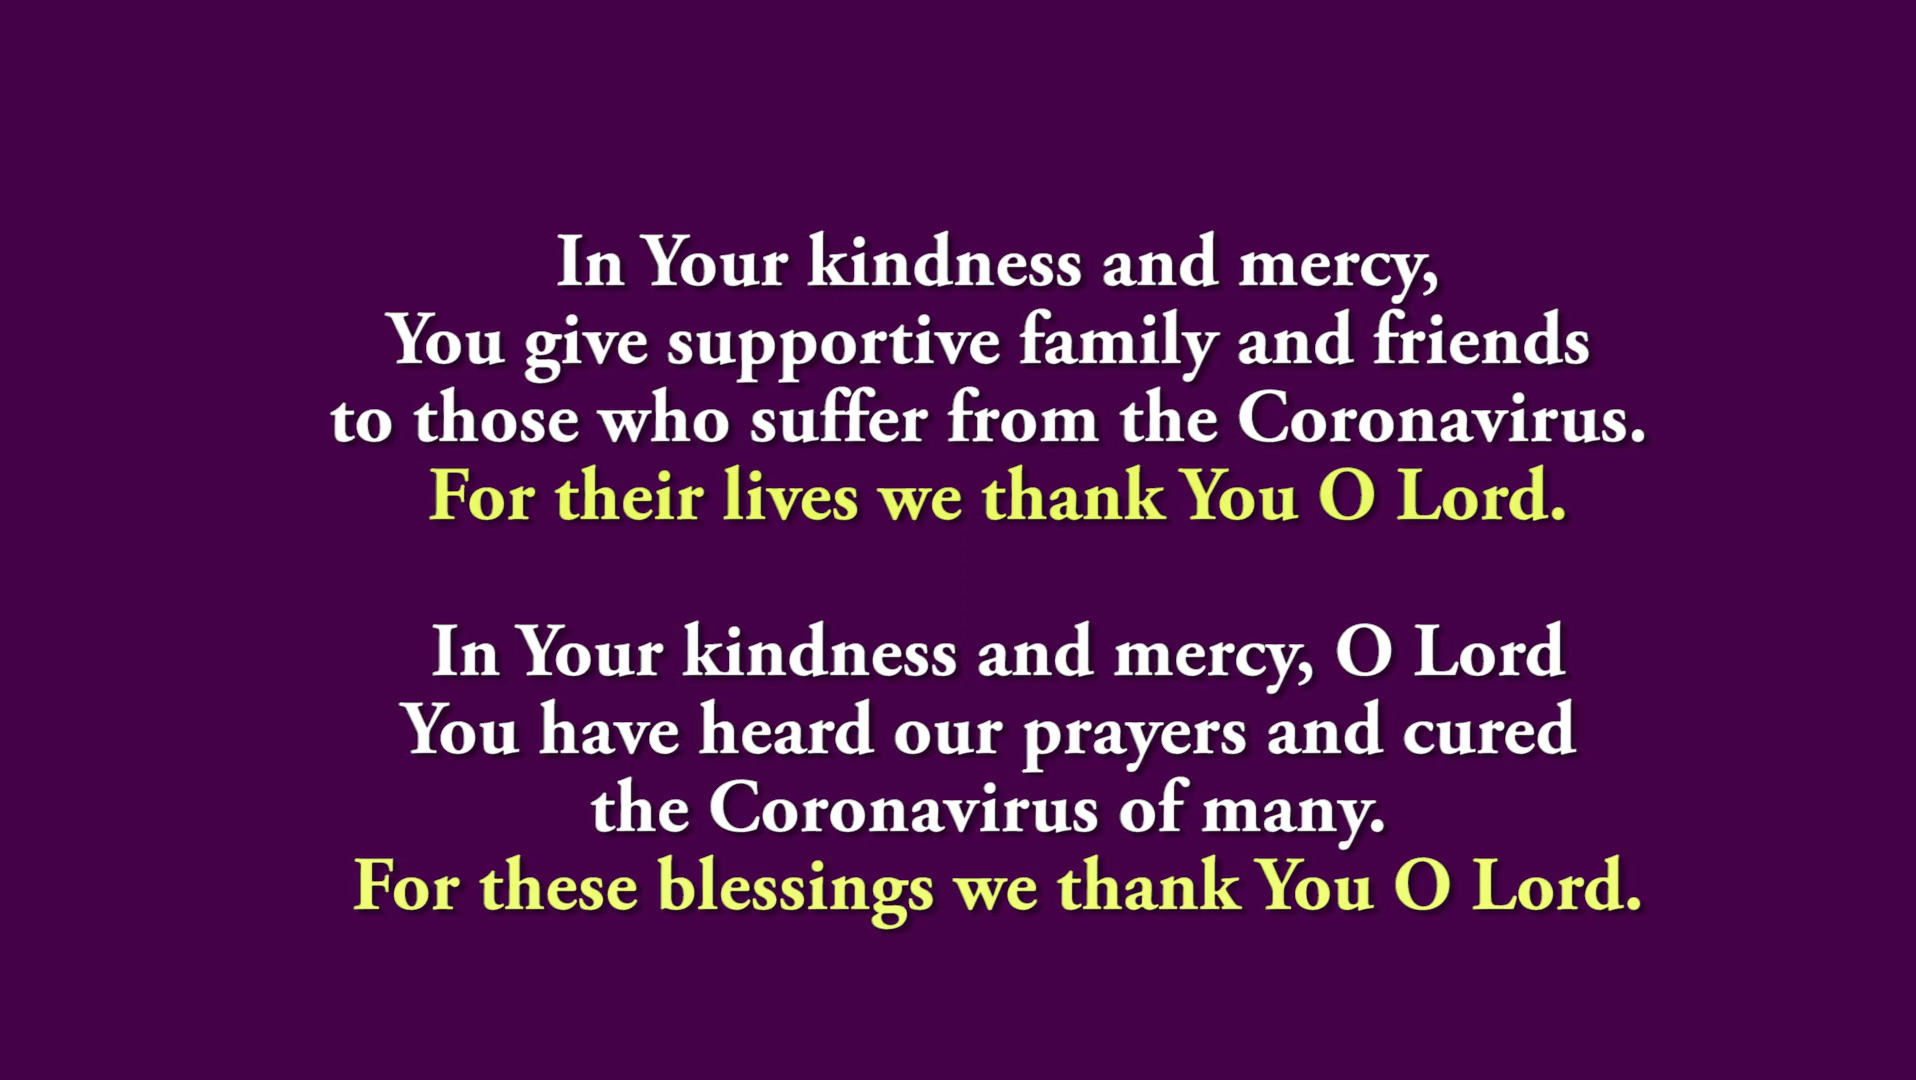 In Your kindness and mercy,
You give supportive family and friends
to those who suffer from the Coronavirus.
For their lives we thank You O Lord.
In Your kindness and mercy, O Lord
You have heard our prayers and cured
the Coronavirus of many.
For these blessings we thank You O Lord.